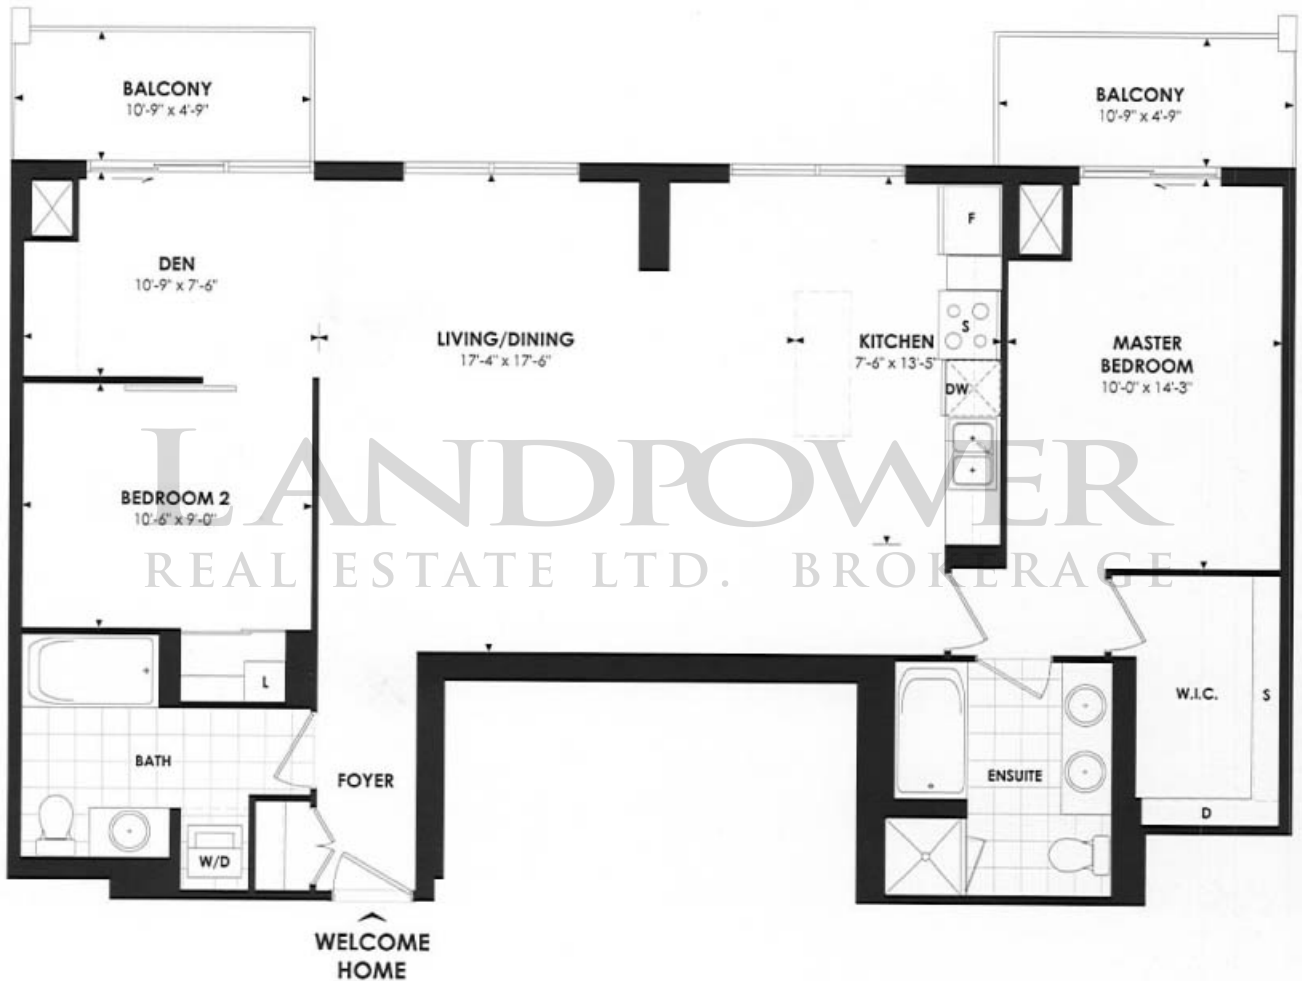 BALCONY
10'-9" x 4'-9"
BALCONY
10'-9" x 4'-9"
F
DEN
10'-9" x 7'-6"
LIVING/DINING
17'-4" x 17'-6"
KITCHEN
7'-6" x 13'-5"
S
DW
MASTER
BEDROOM
10'-0" x 14'-3"
BEDROOM 2
10'-6" x 9'-0"
LANDPOWER
REAL ESTATE LTD. BROKERAGE
L
BATH
FOYER
W/D
ENSUITE
W.I.C.
S
D
WELCOME
HOME